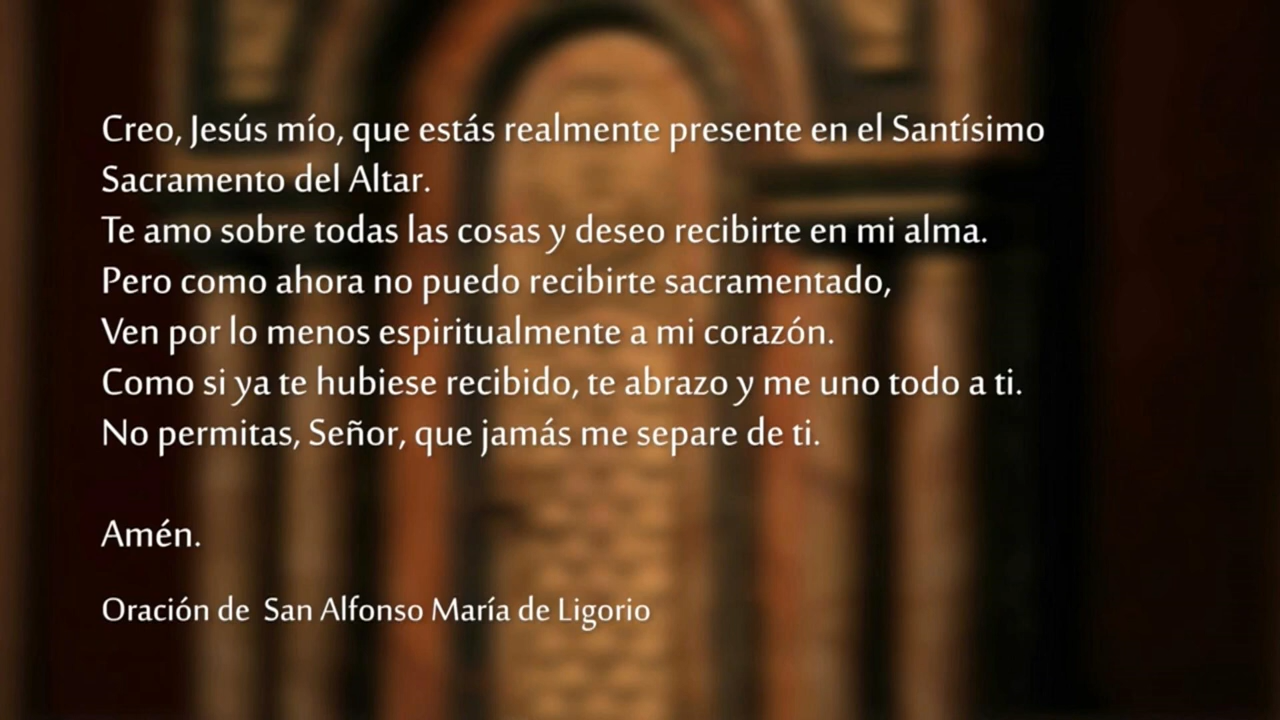 Creo, Jesús mío, que estás realmente presente en el Santísimo
Sacramento del Altar.
Te amo sobre todas las cosas y deseo recibirte en mi alma.
Pero como ahora no puedo recibirte sacramentado,
Ven por lo menos espiritualmente a mi corazón.
Como si ya te hubiese recibido, te abrazo y me uno todo a ti.
No permitas, Señor, que jamás me separe de ti.
Amén.
Oración de  San Alfonso María de Ligorio